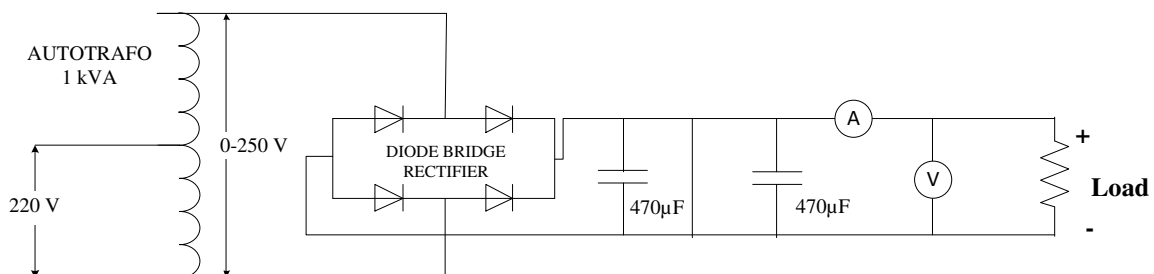 AUTOTRAFO
1 kVA
220 V
0-250 V
DIODE BRIDGE
RECTIFIER
470µF
470µF
A
V
+
Load
-